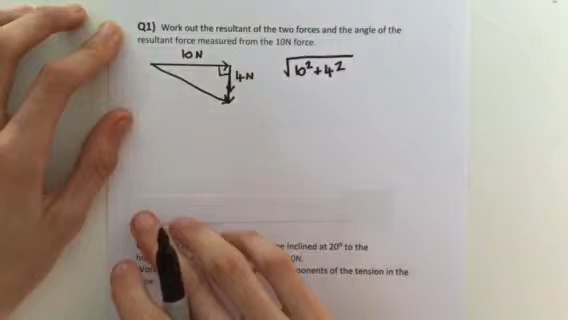 Q1) Work out the resultant of the two forces and the angle of the
resultant force measured from the 10N force.
10N
4N
√10²+4²
inclined at 20° to the
0N.
ponents of the tension in the